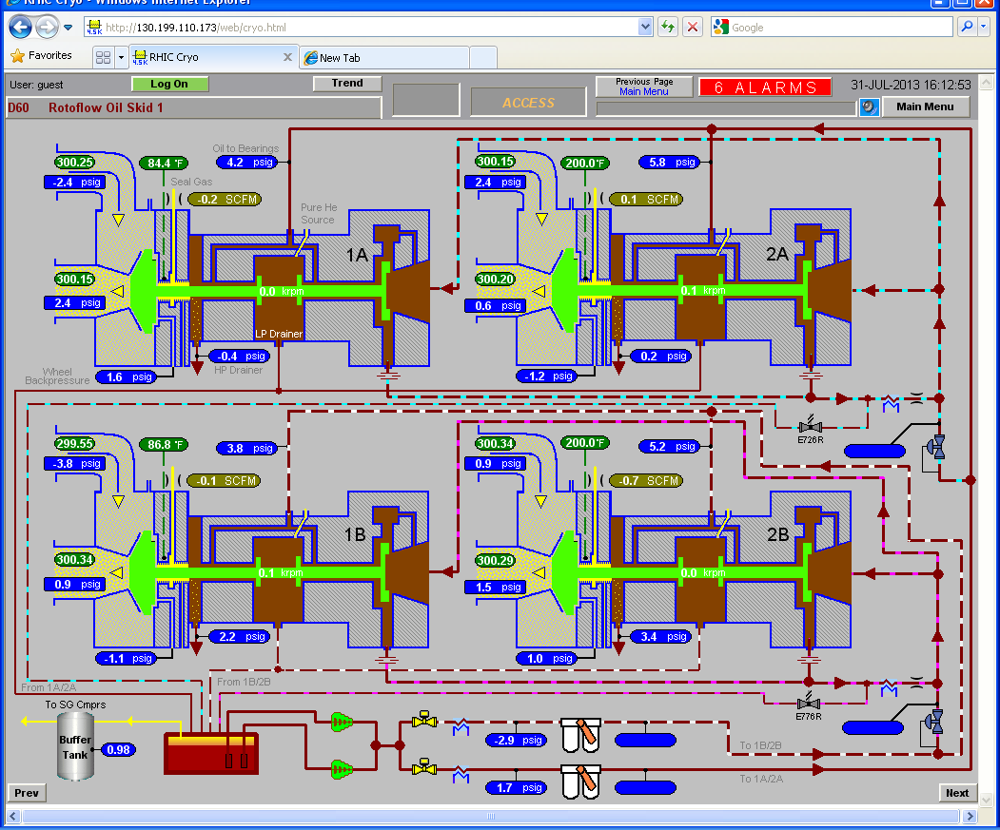 RHIC Cryo - Windows Internet Explorer
http://130.199.110.173/web/cryo.html
Google
Favorites
RHIC Cryo
New Tab
User: guest
Log On
Trend
ACCESS
Previous Page
Main Menu
6 ALARMS
31-JUL-2013 16:12:53
D60 Rotoflow Oil Skid 1
Main Menu
300.25
-2.4 psig
84.4 °F
Oil to Bearings
4.2 psig
Seal Gas
-0.2 SCFM
Pure He
Source
1A
300.15
2.4 psig
0.0 krpm
LP Drainer
-0.4 psig
HP Drainer
Wheel
Backpressure
1.6 psig
300.15
2.4 psig
200.0°F
5.8 psig
0.1 SCFM
2A
300.20
0.6 psig
0.1 krpm
0.2 psig
-1.2 psig
E726R
299.55
-3.8 psig
86.8 °F
3.8 psig
-0.1 SCFM
1B
300.34
0.9 psig
0.1 krpm
2.2 psig
-1.1 psig
300.34
0.9 psig
200.0°F
5.2 psig
-0.7 SCFM
2B
300.29
1.5 psig
0.0 krpm
3.4 psig
1.0 psig
E776R
From 1A/2A
From 1B/2B
To SG Cmprs
Buffer
Tank
0.98
-2.9 psig
To 1B/2B
1.7 psig
To 1A/2A
Prev
Next